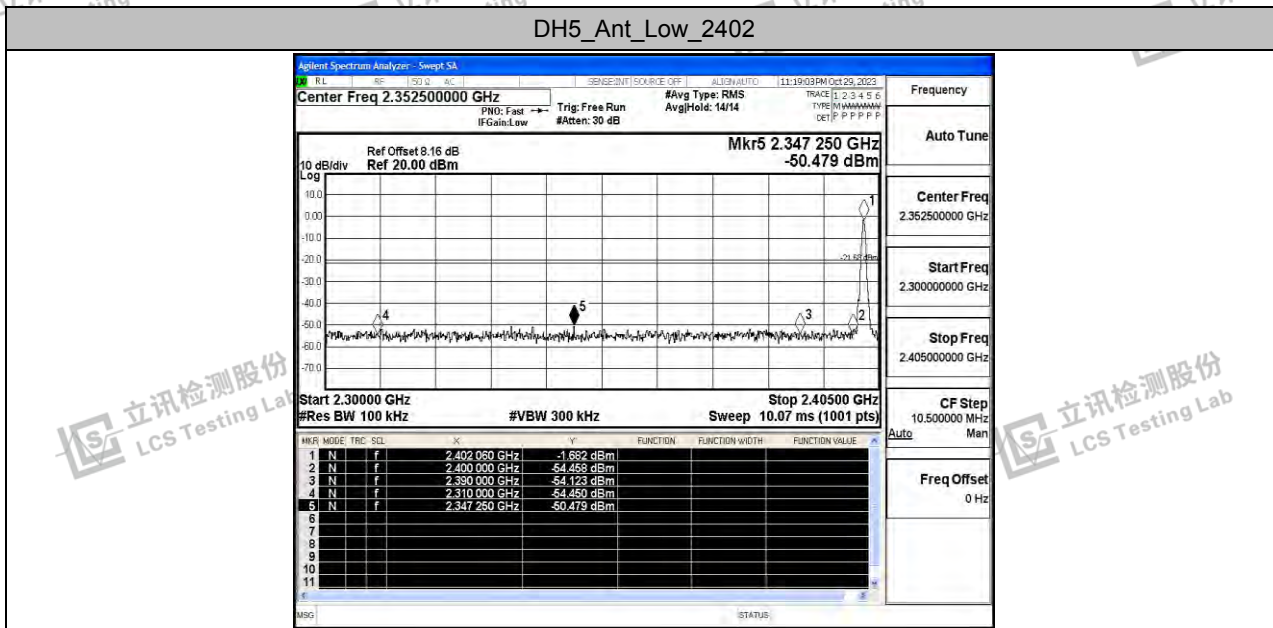 DH5_Ant_Low_2402
Agilent Spectrum Analyzer - Swept SA
RL RF 50 Ω AC SENSE:INT SOURCE OFF ALIGNAUTO 11:19:03PM Oct 29, 2023
Center Freq 2.352500000 GHz
PNO: Fast
IFGain:Low
Trig: Free Run
#Atten: 30 dB
#Avg Type: RMS
Avg|Hold: 14/14
TRACE 1 2 3 4 5 6
TYPE M
DET P P P P P P
Mkr5 2.347 250 GHz
-50.479 dBm
Ref Offset 8.16 dB
10 dB/div Ref 20.00 dBm
Log
10.0
0.00
-10.0
-20.0
-30.0
-40.0
-50.0
-60.0
-70.0
1
-21.68 dBm
4
5
3
2
Start 2.30000 GHz Stop 2.40500 GHz
#Res BW 100 kHz #VBW 300 kHz Sweep 10.07 ms (1001 pts)
MKR MODE TRC SCL X Y FUNCTION FUNCTION WIDTH FUNCTION VALUE
1 N f 2.402 060 GHz -1.682 dBm
2 N f 2.400 000 GHz -54.458 dBm
3 N f 2.390 000 GHz -54.123 dBm
4 N f 2.310 000 GHz -54.450 dBm
5 N f 2.347 250 GHz -50.479 dBm
6
7
8
9
10
11
MSG STATUS
Frequency
Auto Tune
Center Freq
2.352500000 GHz
Start Freq
2.300000000 GHz
Stop Freq
2.405000000 GHz
CF Step
10.500000 MHz
Auto Man
Freq Offset
0 Hz
立讯检测股份
LCS Testing Lab
立讯检测股份
LCS Testing Lab